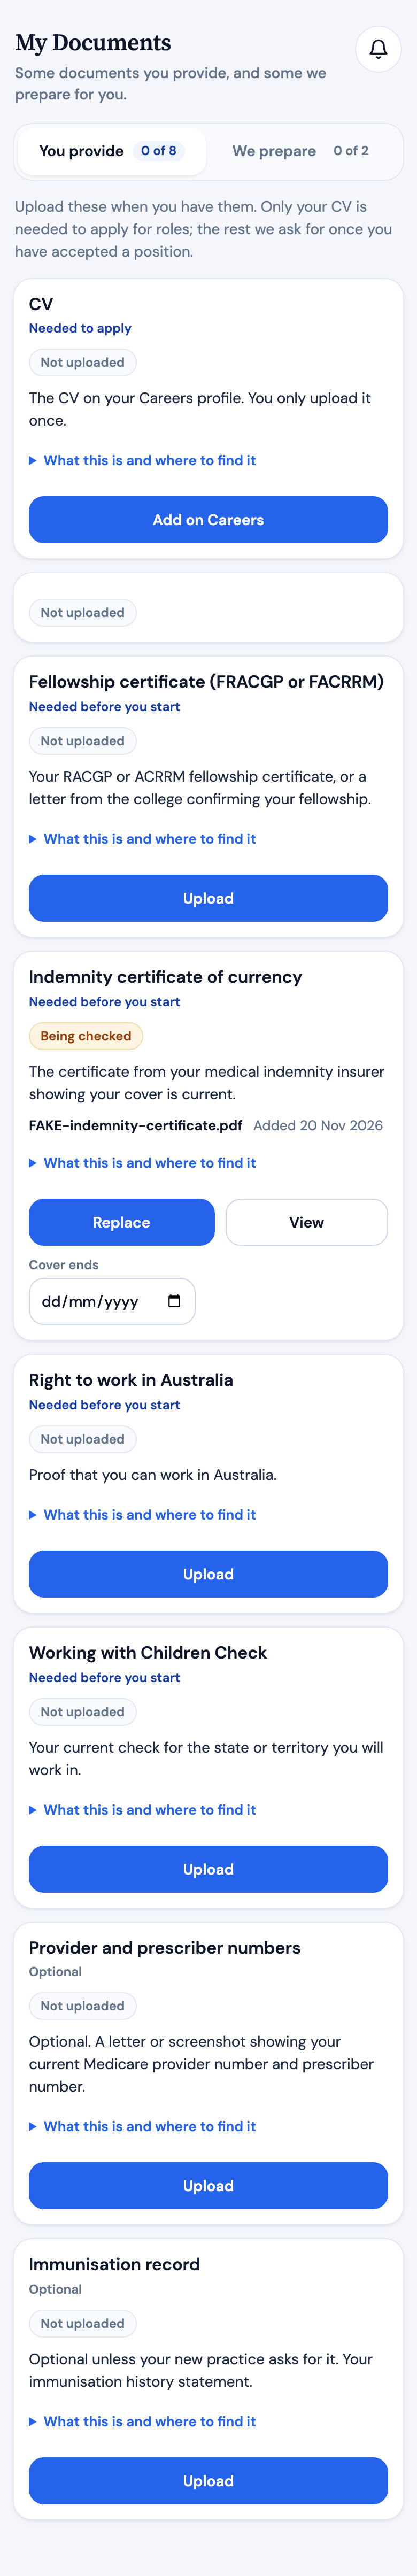 My Documents
Some documents you provide, and some we
prepare for you.
You provide 0 of 8 We prepare 0 of 2
Upload these when you have them. Only your CV is
needed to apply for roles; the rest we ask for once you
have accepted a position.
CV
Needed to apply
Not uploaded
The CV on your Careers profile. You only upload it
once.
What this is and where to find it
Add on Careers
Not uploaded
Fellowship certificate (FRACGP or FACRRM)
Needed before you start
Not uploaded
Your RACGP or ACRRM fellowship certificate, or a
letter from the college confirming your fellowship.
What this is and where to find it
Upload
Indemnity certificate of currency
Needed before you start
Being checked
The certificate from your medical indemnity insurer
showing your cover is current.
FAKE-indemnity-certificate.pdf Added 20 Nov 2026
What this is and where to find it
Replace View
Cover ends
dd/mm/yyyy
Right to work in Australia
Needed before you start
Not uploaded
Proof that you can work in Australia.
What this is and where to find it
Upload
Working with Children Check
Needed before you start
Not uploaded
Your current check for the state or territory you will
work in.
What this is and where to find it
Upload
Provider and prescriber numbers
Optional
Not uploaded
Optional. A letter or screenshot showing your
current Medicare provider number and prescriber
number.
What this is and where to find it
Upload
Immunisation record
Optional
Not uploaded
Optional unless your new practice asks for it. Your
immunisation history statement.
What this is and where to find it
Upload